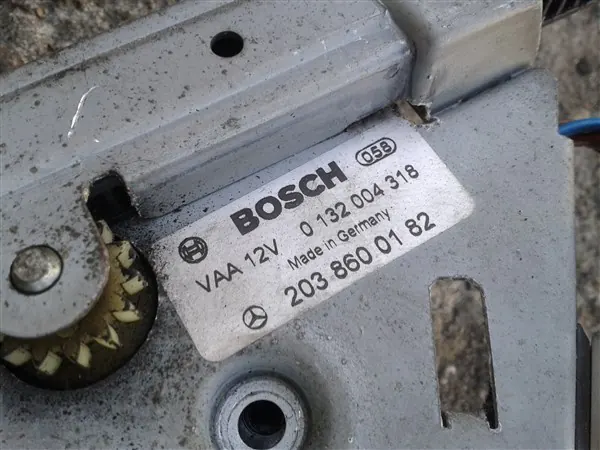 058
BOSCH
VAA 12V 0 132 004 318
Made in Germany
203 860 01 82